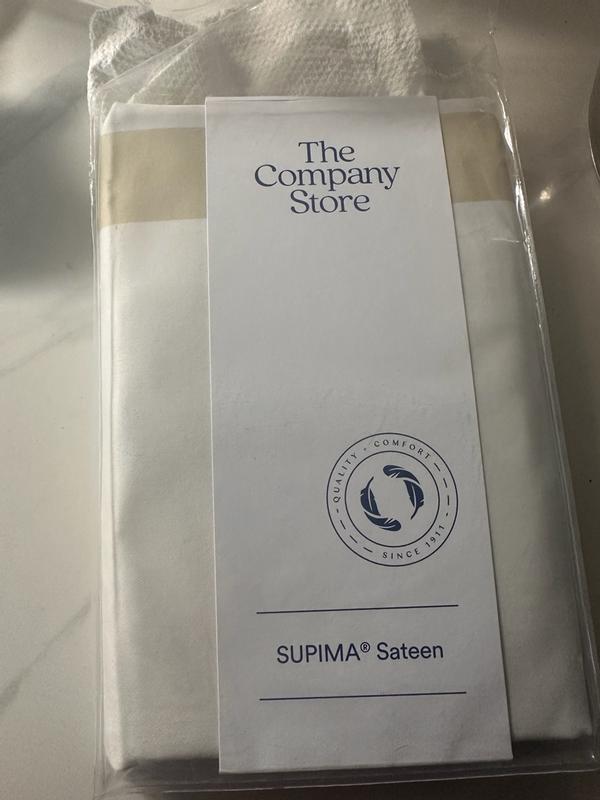 The
Company
Store
QUALITY - COMFORT
SINCE 1911
SUPIMA® Sateen